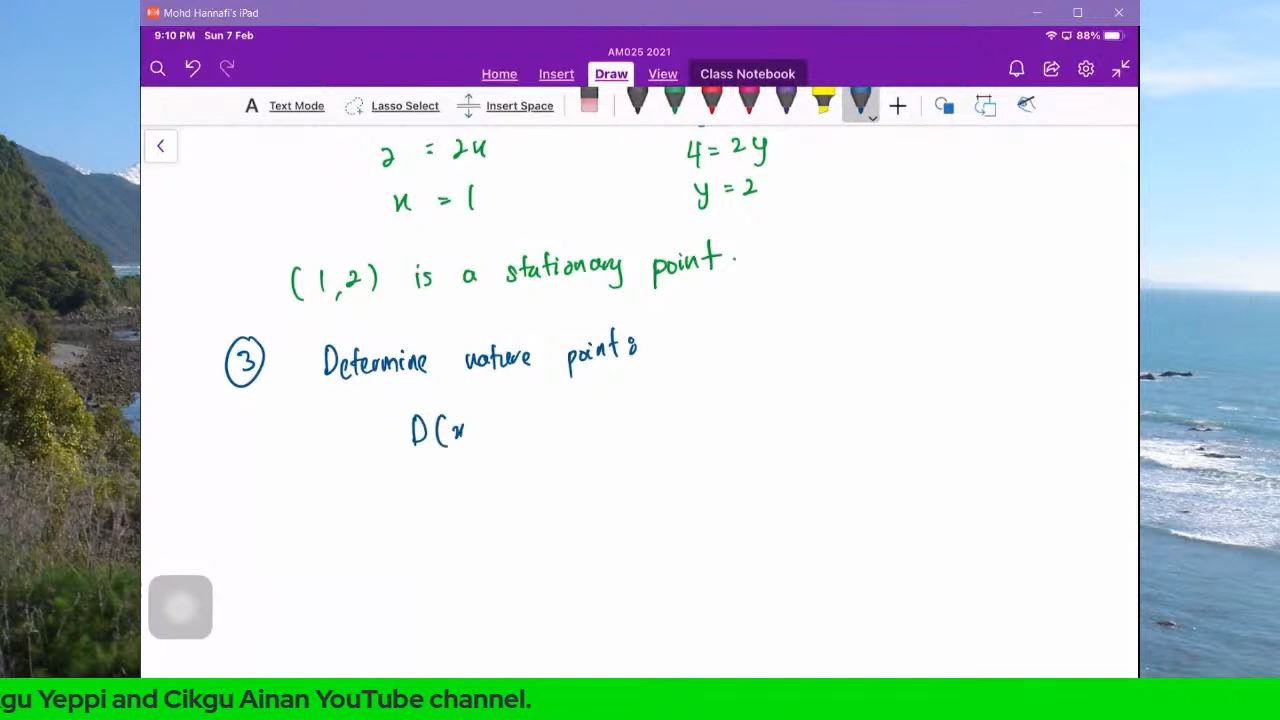 Mohd Hannafi's iPad
9:10 PM Sun 7 Feb
88%
AM025 2021
Home Insert Draw View Class Notebook
A Text Mode Lasso Select Insert Space
2 = 2x
4 = 2y
x = 1
y = 2
(1,2) is a stationary point.
③ Determine nature point:
D(x
gu Yeppi and Cikgu Ainan YouTube channel.